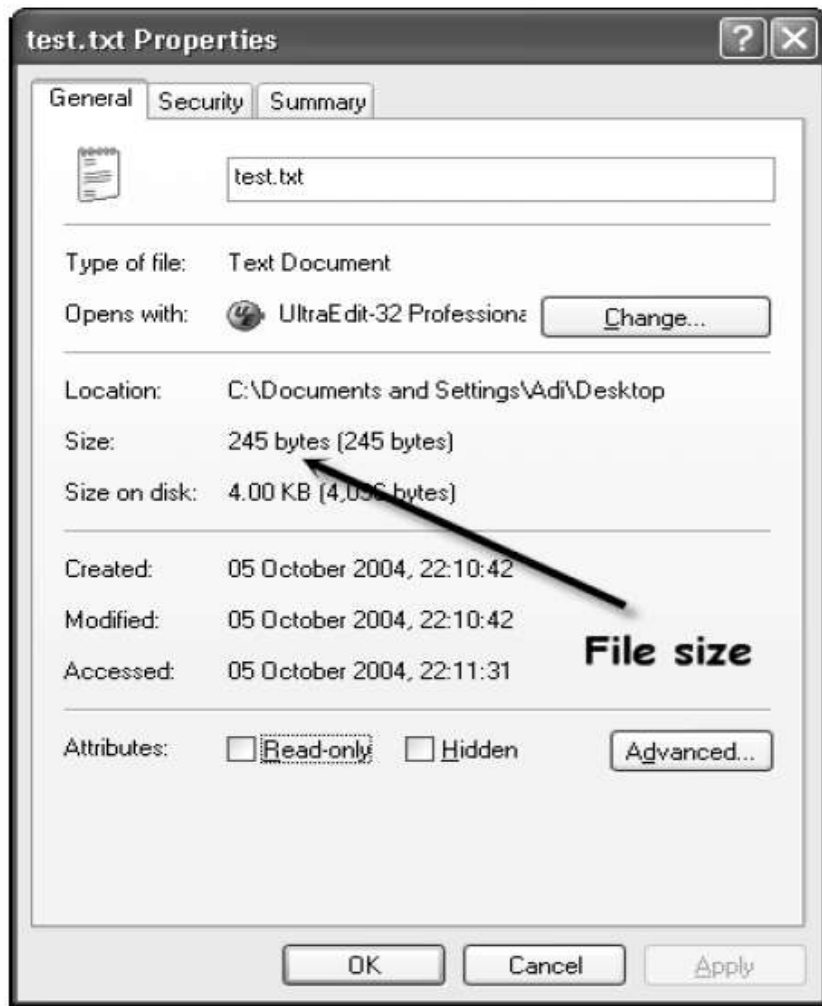 test.txt Properties
General Security Summary
test.txt
Type of file: Text Document
Opens with: UltraEdit-32 Professiona Change...
Location: C:\Documents and Settings\Adi\Desktop
Size: 245 bytes (245 bytes)
Size on disk: 4.00 KB (4,096 bytes)
Created: 05 October 2004, 22:10:42
Modified: 05 October 2004, 22:10:42
File size
Accessed: 05 October 2004, 22:11:31
Attributes: Read-only Hidden Advanced...
OK Cancel Apply